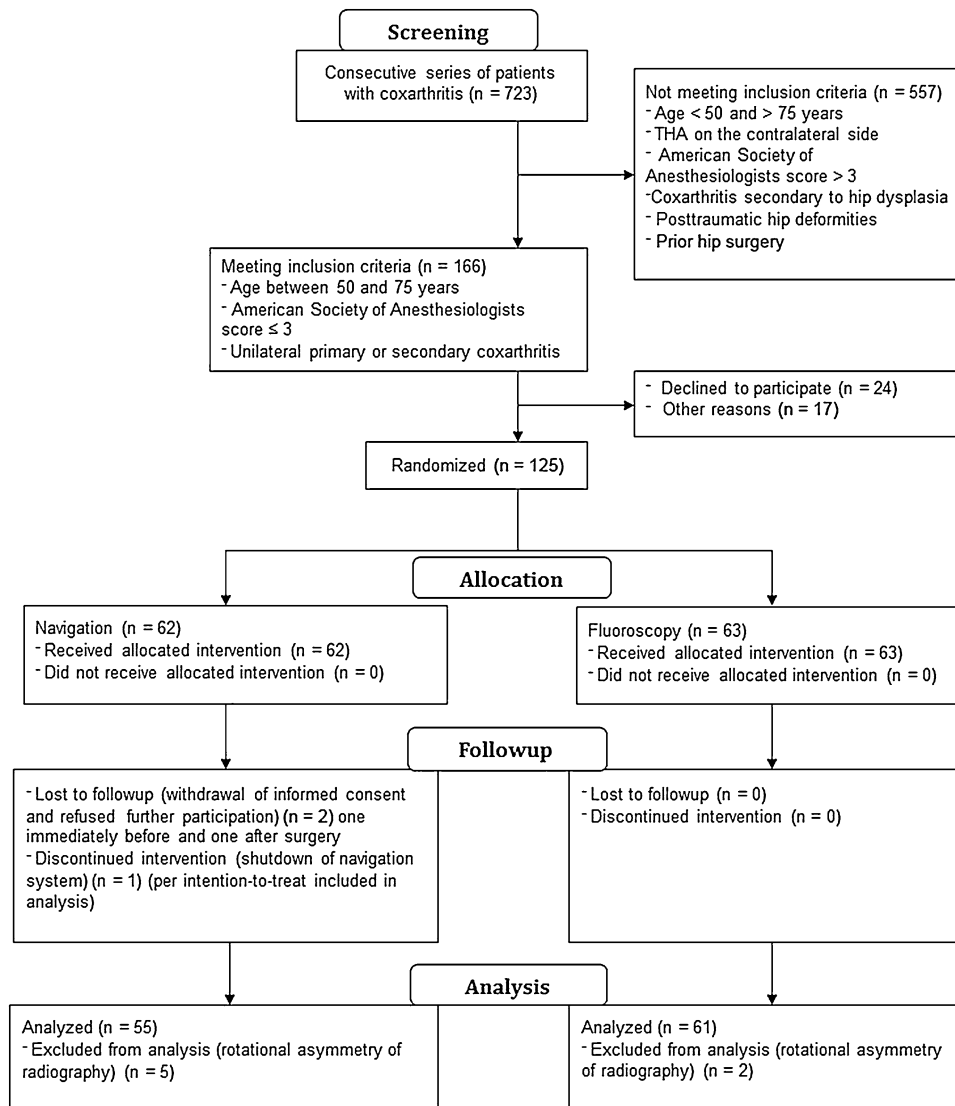 Screening
Consecutive series of patients
with coxarthritis (n = 723)
Not meeting inclusion criteria (n = 557)
- Age < 50 and > 75 years
- THA on the contralateral side
- American Society of
Anesthesiologists score > 3
-Coxarthritis secondary to hip dysplasia
- Posttraumatic hip deformities
- Prior hip surgery
Meeting inclusion criteria (n = 166)
- Age between 50 and 75 years
- American Society of Anesthesiologists
score ≤ 3
- Unilateral primary or secondary coxarthritis
- Declined to participate (n = 24)
- Other reasons (n = 17)
Randomized (n = 125)
Allocation
Navigation (n = 62)
- Received allocated intervention (n = 62)
- Did not receive allocated intervention (n = 0)
Fluoroscopy (n = 63)
- Received allocated intervention (n = 63)
- Did not receive allocated intervention (n = 0)
Followup
- Lost to followup (withdrawal of informed consent
and refused further participation) (n = 2) one
immediately before and one after surgery
- Discontinued intervention (shutdown of navigation
system) (n = 1) (per intention-to-treat included in
analysis)
- Lost to followup (n = 0)
- Discontinued intervention (n = 0)
Analysis
Analyzed (n = 55)
- Excluded from analysis (rotational asymmetry of
radiography) (n = 5)
Analyzed (n = 61)
- Excluded from analysis (rotational asymmetry
of radiography) (n = 2)